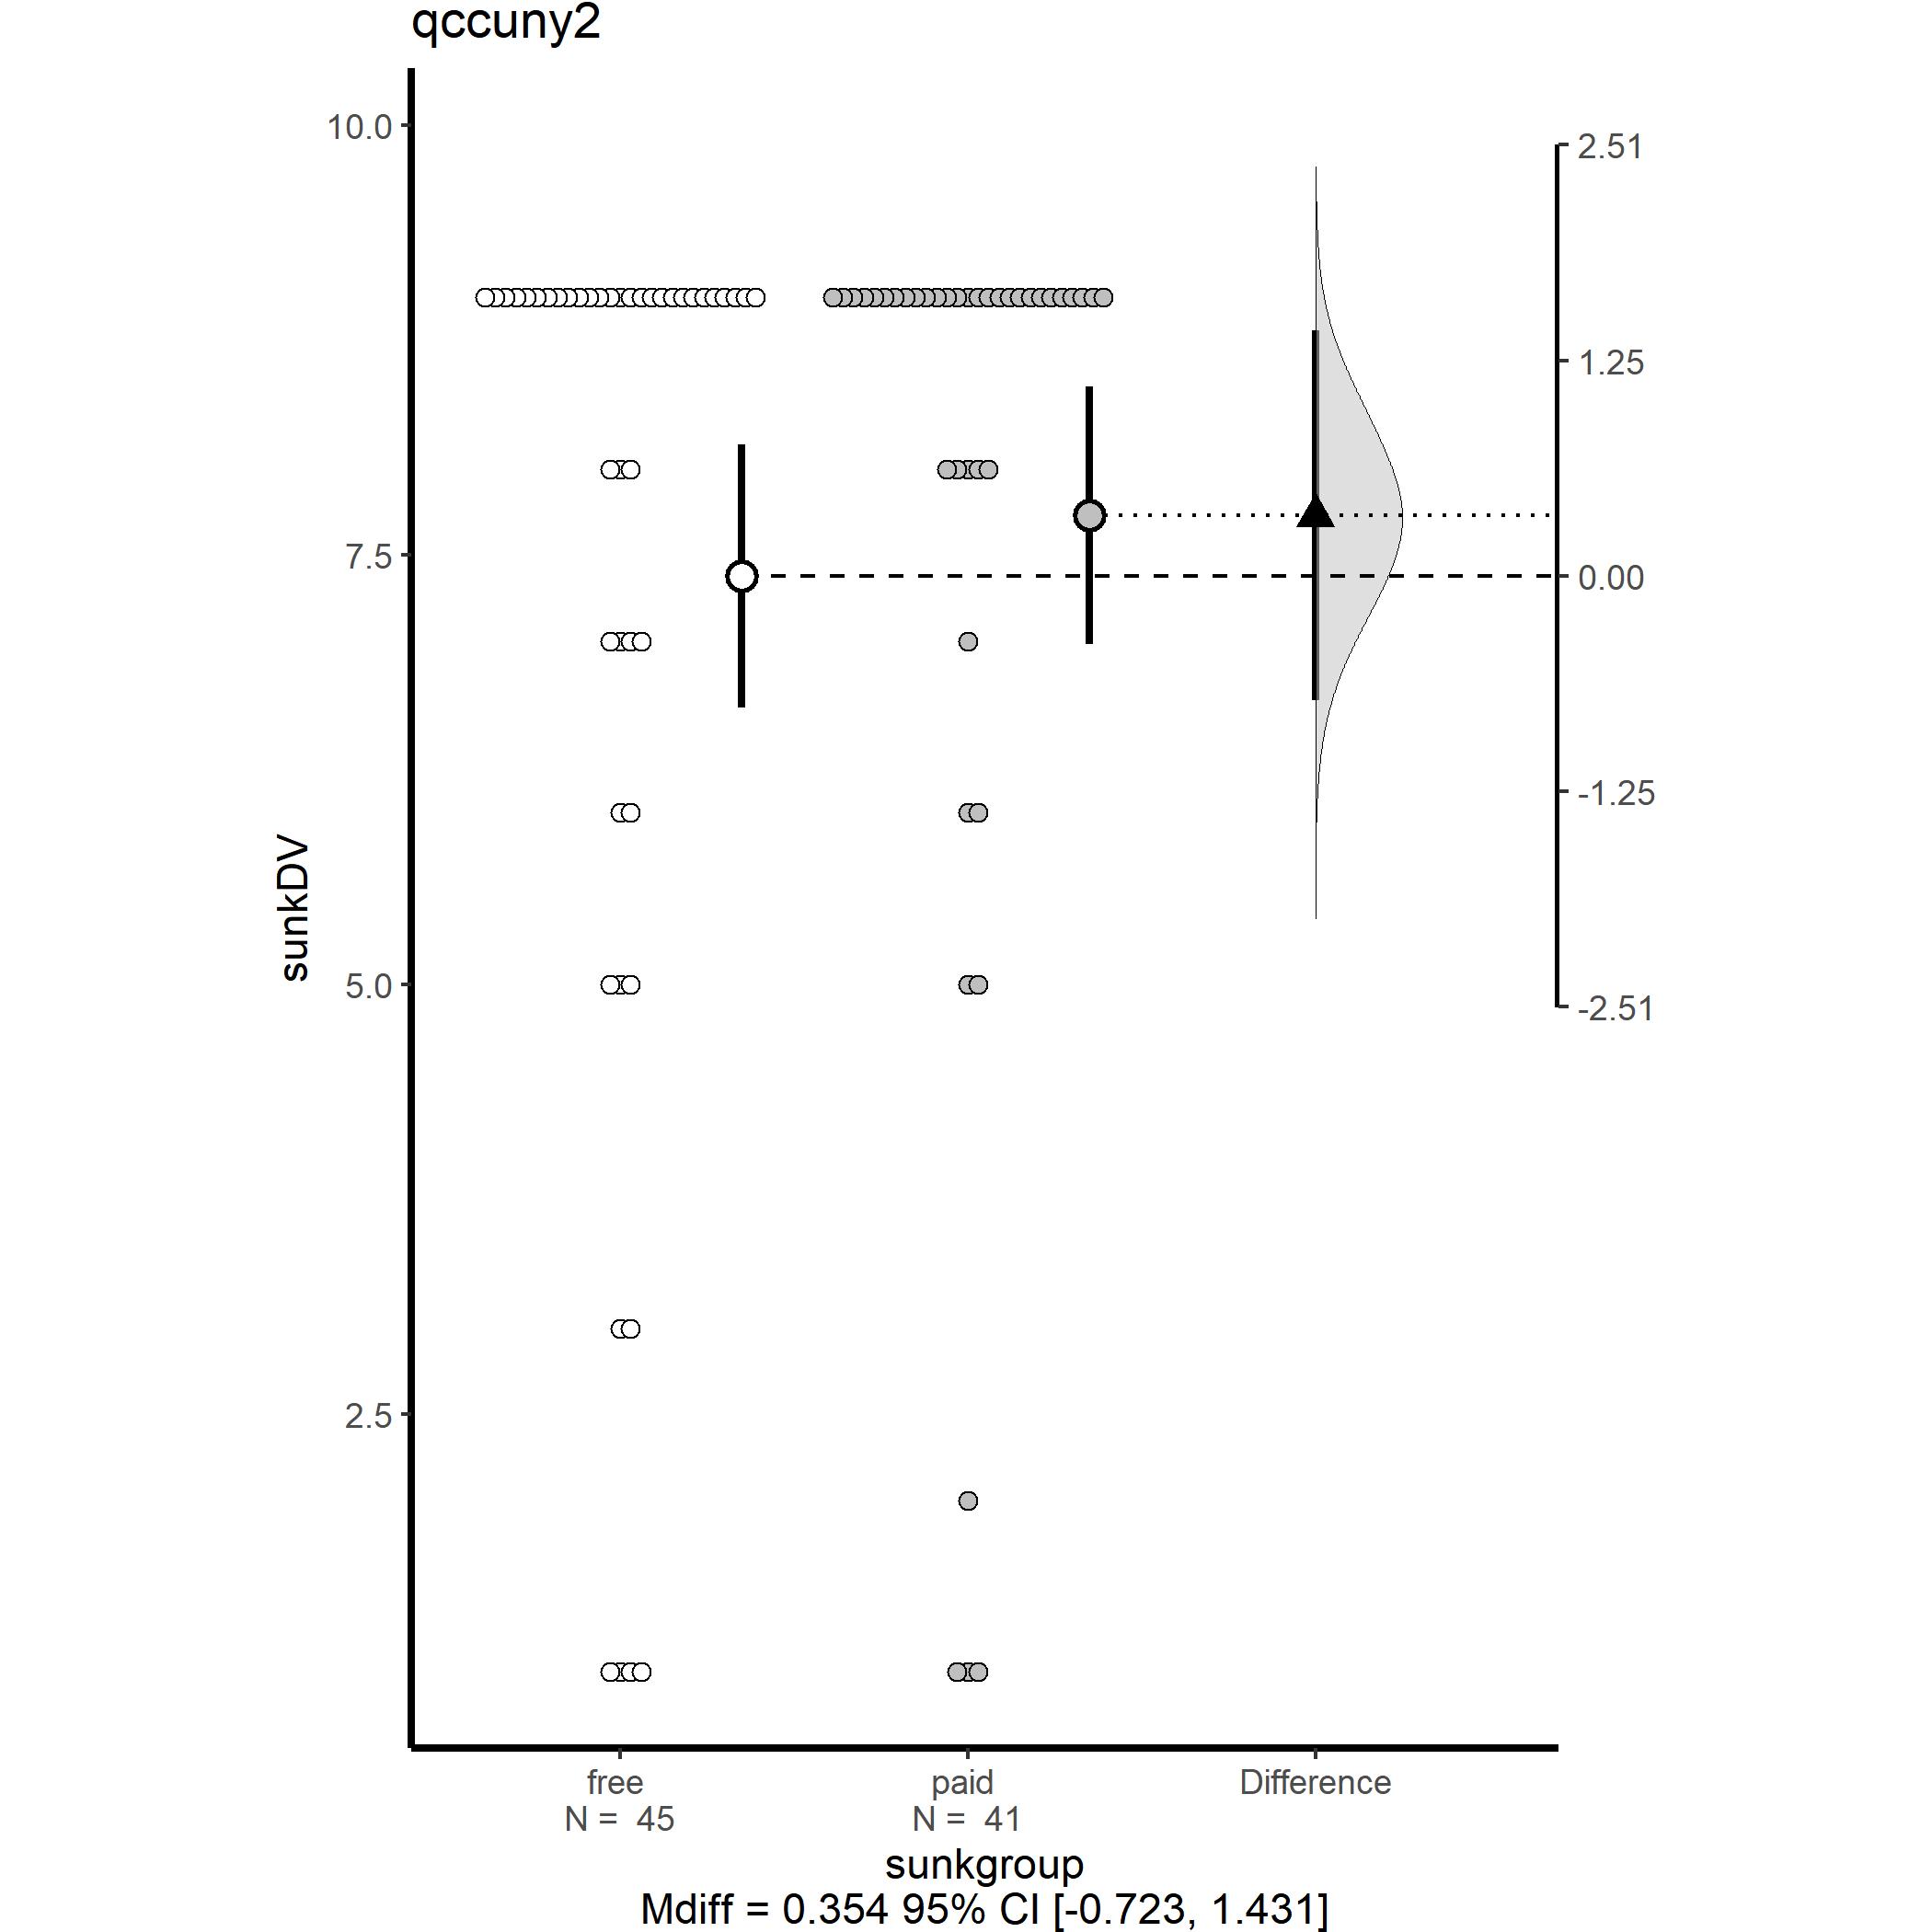 qccuny2
10.0
7.5
5.0
2.5
sunkDV
2.51
1.25
0.00
-1.25
-2.51
free
N =  45
paid
N =  41
Difference
sunkgroup
Mdiff = 0.354 95% CI [-0.723, 1.431]